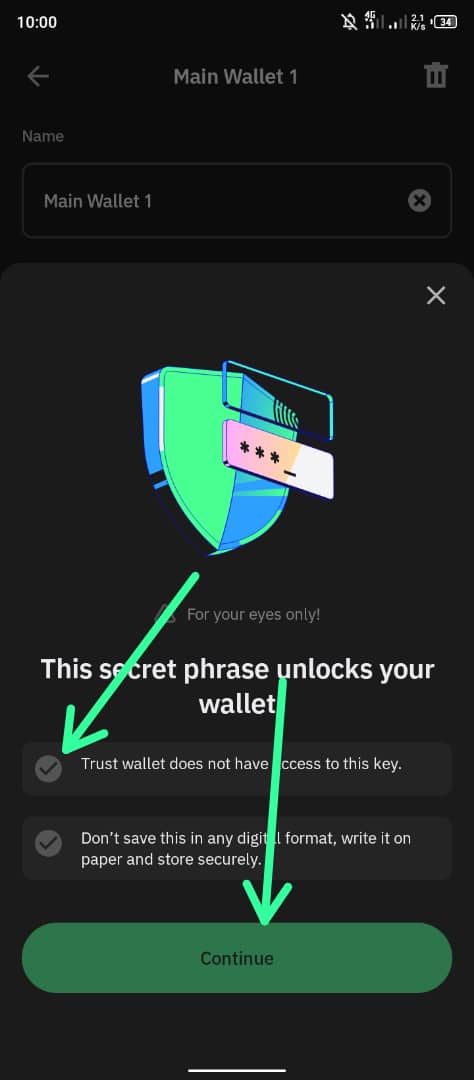 10:00
4G
2.1
K/s
34
Main Wallet 1
Name
Main Wallet 1
* * * _
For your eyes only!
This secret phrase unlocks your
wallet
Trust wallet does not have access to this key.
Don't save this in any digital format, write it on
paper and store securely.
Continue